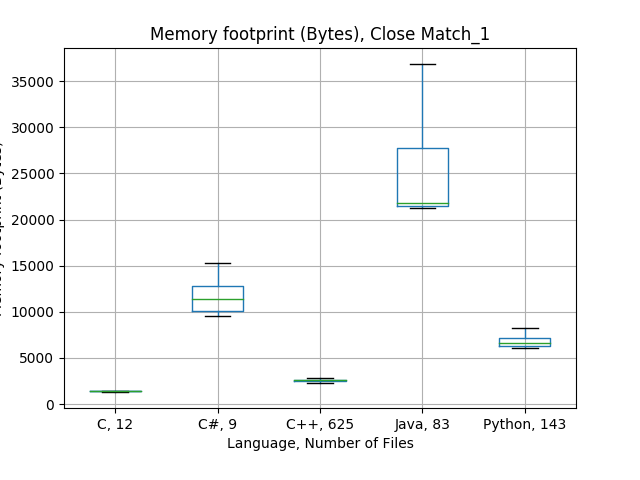 Memory footprint (Bytes), Close Match_1
35000
30000
25000
20000
15000
10000
5000
0
C, 12
C#, 9
C++, 625
Java, 83
Python, 143
Language, Number of Files